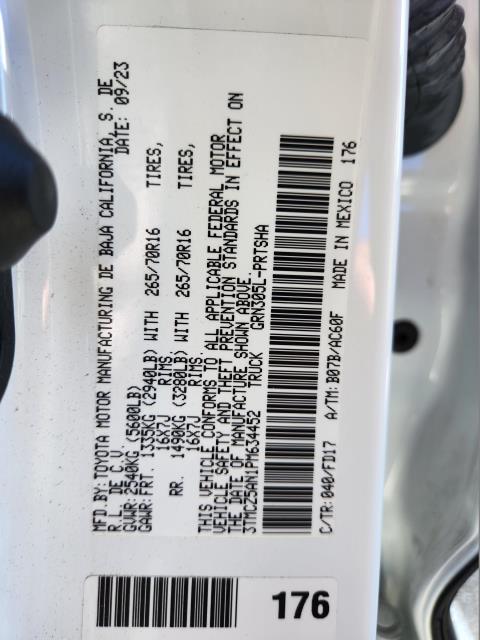 MFD.BY:TOYOTA MOTOR MANUFACTURING DE BAJA CALIFORNIA, S. DE
R.L. DE C.V. DATE: 09/23
GVWR: 2540KG (5600LB)
GAWR: FRT. 1335KG (2940LB) WITH 265/70R16 TIRES,
16X7J RIMS.
RR. 1490KG (3280LB) WITH 265/70R16 TIRES,
16X7J RIMS.
THIS VEHICLE CONFORMS TO ALL APPLICABLE FEDERAL MOTOR
VEHICLE SAFETY AND THEFT PREVENTION STANDARDS IN EFFECT ON
THE DATE OF MANUFACTURE SHOWN ABOVE.
3TMCZ5AN1PM634452 TRUCK GRN305L-PRTSHA
C/TR: 040/FD17 A/TM: B07B/AC60F MADE IN MEXICO 176
176